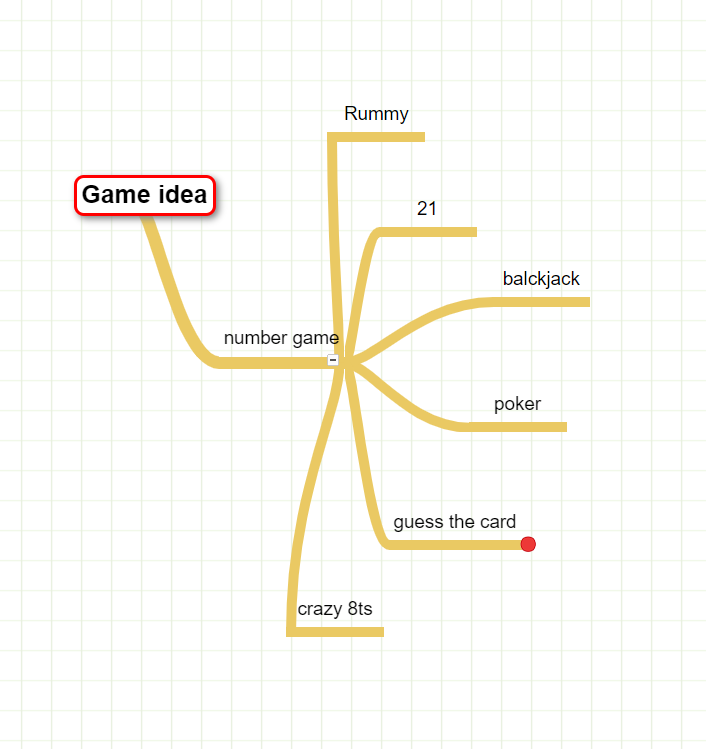 Rummy
Game idea
21
balckjack
number game
poker
guess the card
crazy 8ts